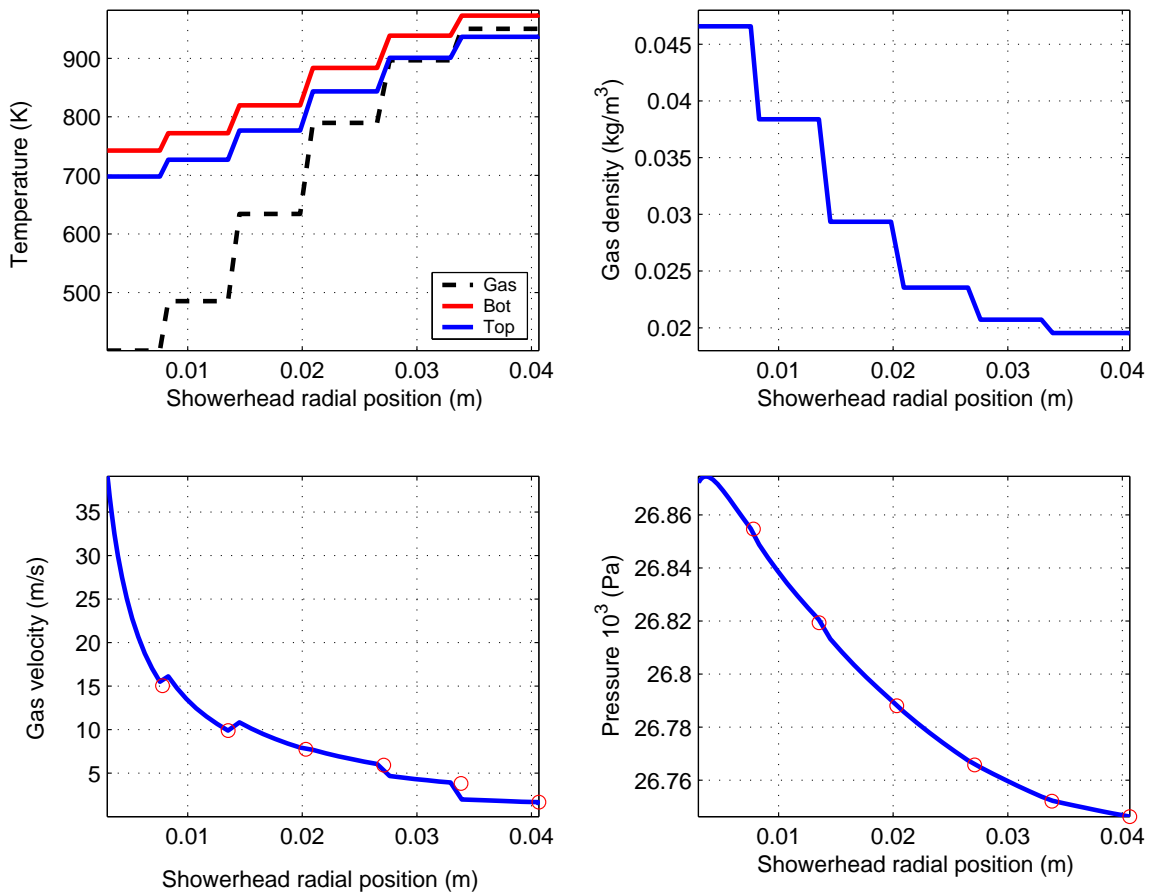 900
800
700
600
500
Temperature (K)
Gas
Bot
Top
0.01 0.02 0.03 0.04
Showerhead radial position (m)
0.045
0.04
0.035
0.03
0.025
0.02
Gas density (kg/m³)
0.01 0.02 0.03 0.04
Showerhead radial position (m)
35
30
25
20
15
10
5
Gas velocity (m/s)
0.01 0.02 0.03 0.04
Showerhead radial position (m)
26.86
26.84
26.82
26.8
26.78
26.76
Pressure 10³ (Pa)
0.01 0.02 0.03 0.04
Showerhead radial position (m)